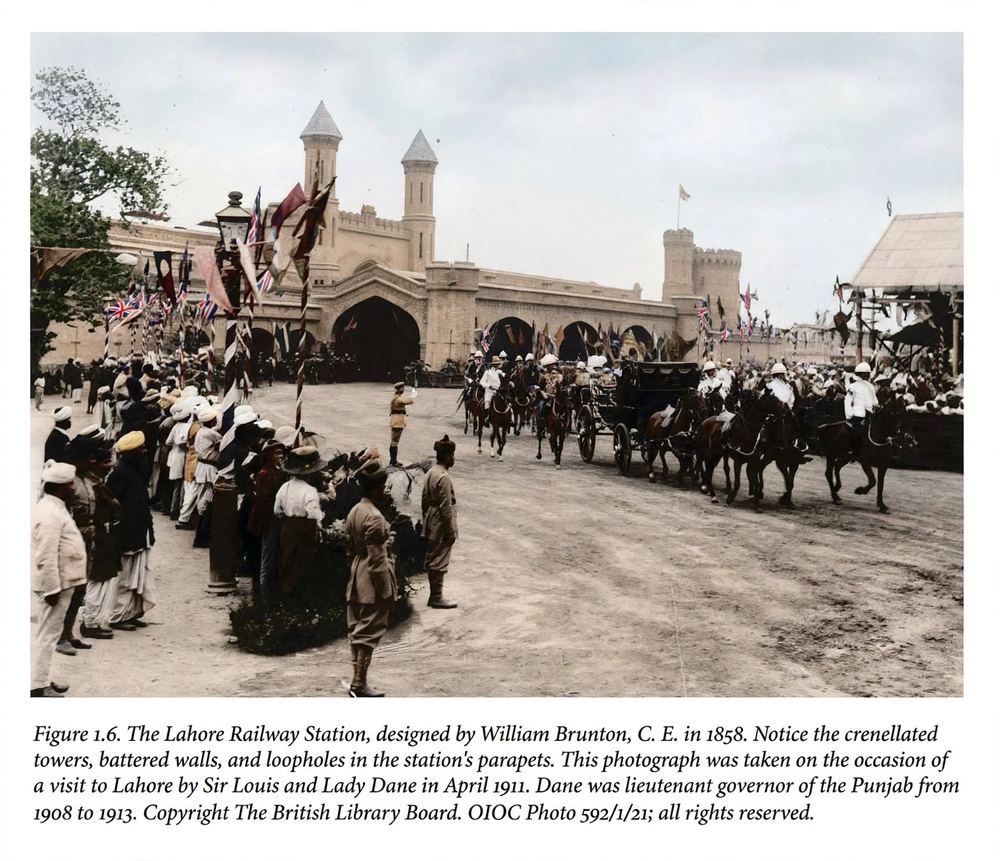 Figure 1.6. The Lahore Railway Station, designed by William Brunton, C. E. in 1858. Notice the crenellated
towers, battered walls, and loopholes in the station's parapets. This photograph was taken on the occasion of
a visit to Lahore by Sir Louis and Lady Dane in April 1911. Dane was lieutenant governor of the Punjab from
1908 to 1913. Copyright The British Library Board. OIOC Photo 592/1/21; all rights reserved.